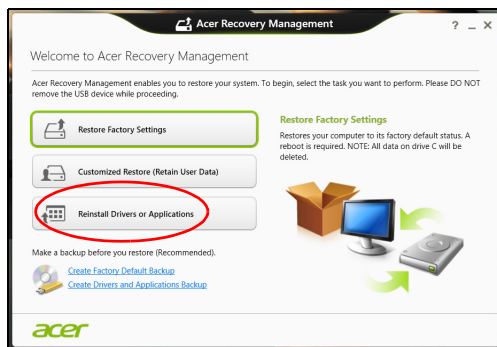 Acer Recovery Management
? _ X
Welcome to Acer Recovery Management
Acer Recovery Management enables you to restore your system. To begin, select the task you want to perform. Please DO NOT
remove the USB device while proceeding.
Restore Factory Settings
Customized Restore (Retain User Data)
Reinstall Drivers or Applications
Restore Factory Settings
Restores your computer to its factory default status. A
reboot is required. NOTE: All data on drive C will be
deleted.
Make a backup before you restore (Recommended).
Create Factory Default Backup
Create Drivers and Applications Backup
acer